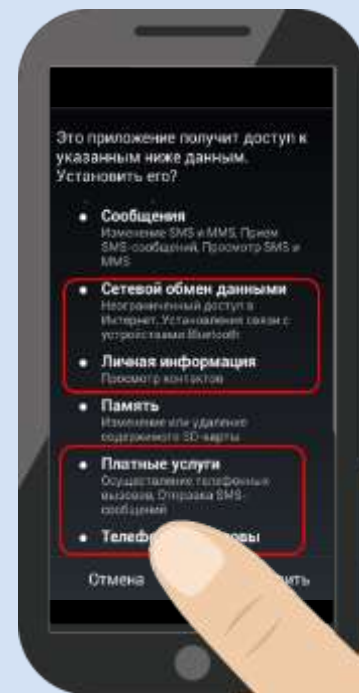 Это приложение получит доступ к
указанным ниже данным.
Установить его?
• Сообщения
Изменение SMS и MMS, Прием
SMS-сообщений, Просмотр SMS и
MMS
• Сетевой обмен данными
Неограниченный доступ в
Интернет, Установление связи с
устройствами Bluetooth
• Личная информация
Просмотр контактов
• Память
Изменение или удаление
содержимого SD-карты
• Платные услуги
Осуществление телефонных
вызовов, Отправка SMS-
сообщений
Отмена